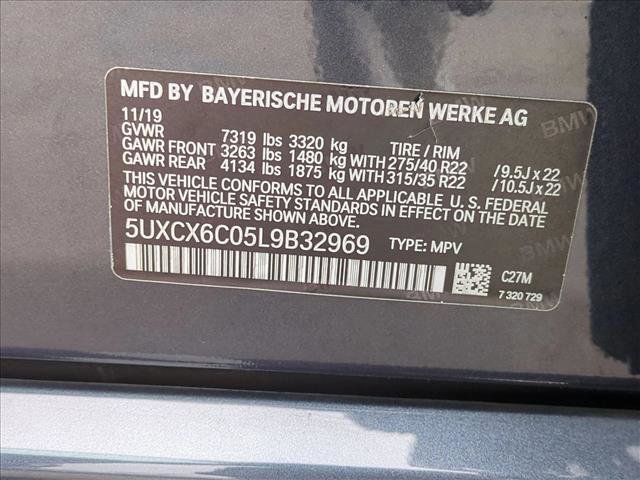 MFD BY BAYERISCHE MOTOREN WERKE AG
11/19
GVWR 7319 lbs 3320 kg TIRE / RIM
GAWR FRONT 3263 lbs 1480 kg WITH 275/40 R22 / 9.5J x 22
GAWR REAR 4134 lbs 1875 kg WITH 315/35 R22 / 10.5J x 22
THIS VEHICLE CONFORMS TO ALL APPLICABLE U.S. FEDERAL
MOTOR VEHICLE SAFETY STANDARDS IN EFFECT ON THE DATE
OF MANUFACTURE SHOWN ABOVE.
5UXCX6C05L9B32969 TYPE: MPV
C27M
7 320 729